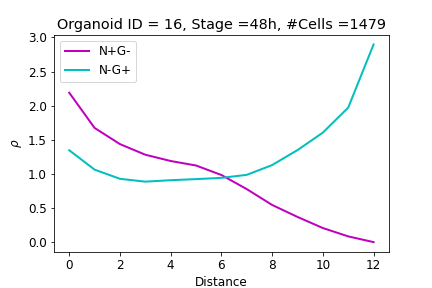 Organoid ID = 16, Stage =48h, #Cells =1479
N+G-
N-G+
ρ
3.0
2.5
2.0
1.5
1.0
0.5
0.0
0 2 4 6 8 10 12
Distance